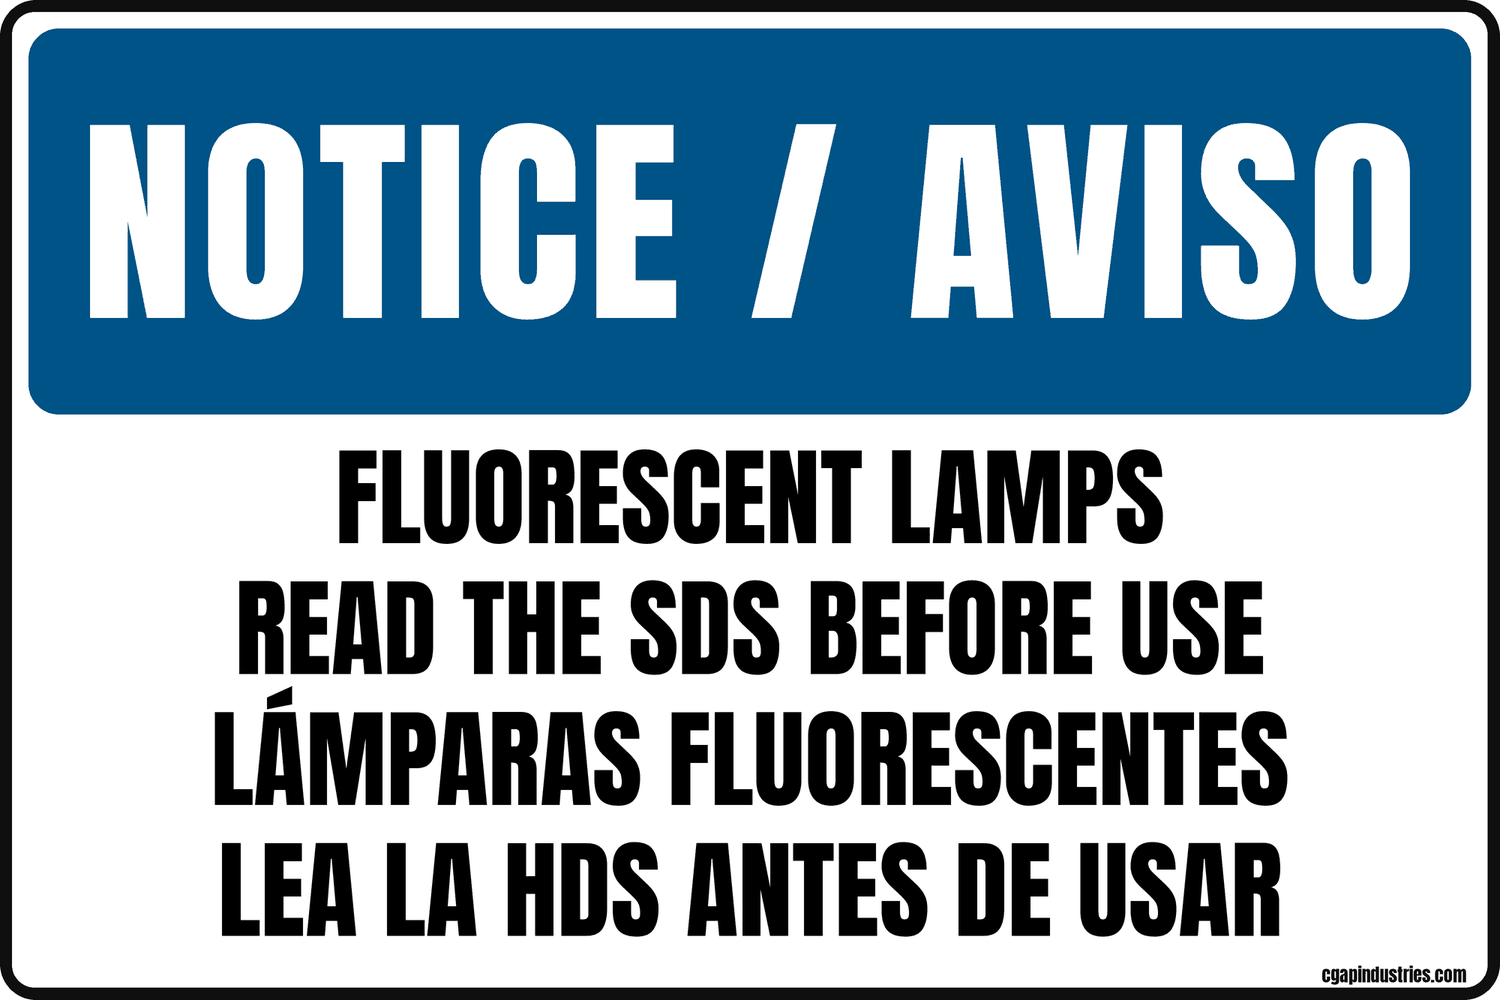 NOTICE / AVISO
FLUORESCENT LAMPS
READ THE SDS BEFORE USE
LÁMPARAS FLUORESCENTES
LEA LA HDS ANTES DE USAR
cgapindustries.com